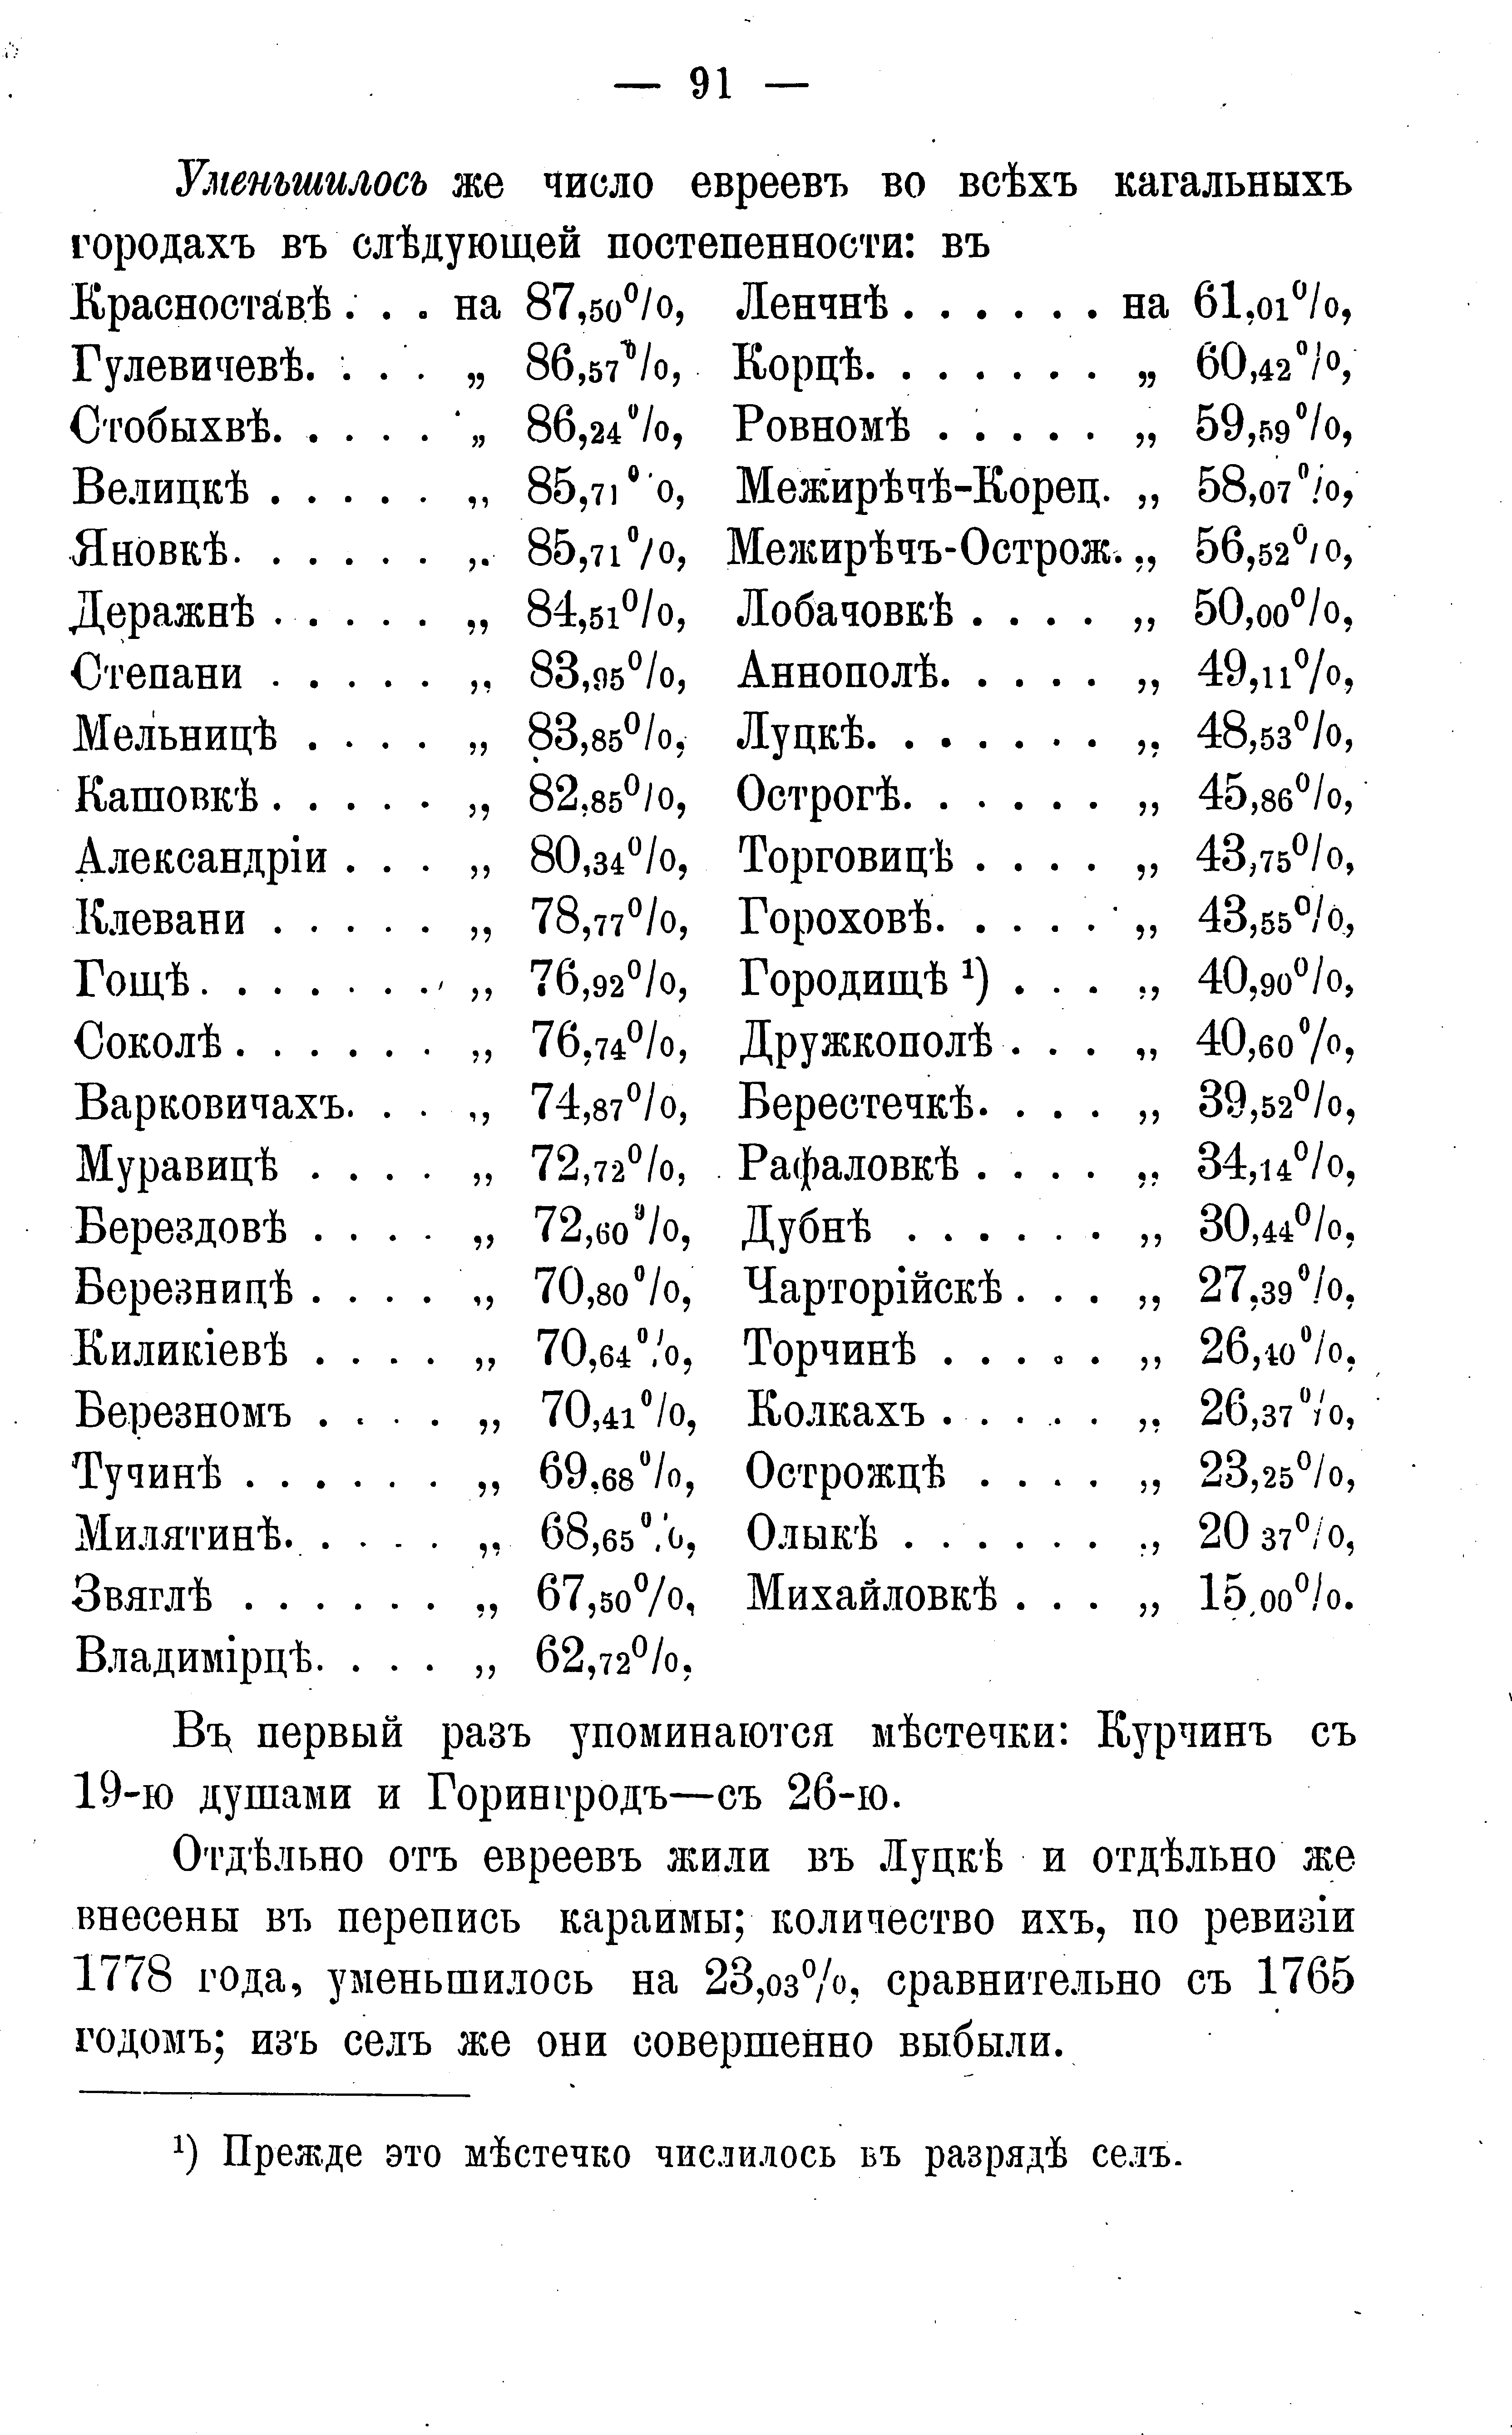 — 91 —
Уменьшилось же число евреевъ во всѣхъ кагальныхъ
городахъ въ слѣдующей постепенности: въ
Красноставѣ . . . на 87,50%, Ленчнѣ . . . . . . на 61,01%,
Гулевичевѣ. . . . . „ 86,57%, Корцѣ. . . . . . . . „ 60,42%,
Стобыхвѣ. . . . . . „ 86,24%, Ровномѣ . . . . . . „ 59,59%,
Велицкѣ . . . . . . „ 85,71%, Межирѣчѣ-Корец. „ 58,07%,
Яновкѣ. . . . . . . „ 85,71%, Межирѣчъ-Острож. „ 56,52%,
Деражнѣ . . . . . . „ 84,51%, Лобачовкѣ . . . . „ 50,00%,
Степани . . . . . . „ 83,95%, Аннополѣ. . . . . . „ 49,11%,
Мельницѣ . . . . „ 83,85%, Луцкѣ. . . . . . . . „ 48,53%,
Кашовкѣ . . . . . . „ 82,85%, Острогѣ. . . . . . . „ 45,86%,
Александріи . . . . „ 80,34%, Торговицѣ . . . . „ 43,75%,
Клевани . . . . . . „ 78,77%, Гороховѣ. . . . . . „ 43,55%,
Гощѣ. . . . . . . . „ 76,92%, Городищѣ ¹) . . . . „ 40,90%,
Соколѣ . . . . . . . „ 76,74%, Дружкополѣ . . . . „ 40,60%,
Варковичахъ. . . . „ 74,87%, Берестечкѣ. . . . . „ 39,52%,
Муравицѣ . . . . „ 72,72%, Рафаловкѣ . . . . „ 34,14%,
Берездовѣ . . . . „ 72,60%, Дубнѣ . . . . . . „ 30,44%,
Березницѣ . . . . „ 70,80%, Чарторійскѣ . . . „ 27,39%,
Киликіевѣ . . . . „ 70,64%, Торчинѣ . . . . . „ 26,40%,
Березномъ . . . . „ 70,41%, Колкахъ . . . . . . „ 26,37%,
Тучинѣ . . . . . . „ 69,68%, Острожцѣ . . . . „ 23,25%,
Милятинѣ. . . . . „ 68,65%, Олыкѣ . . . . . . „ 20 37%,
Звяглѣ . . . . . . „ 67,50%, Михайловкѣ . . . „ 15,00%.
Владимірцѣ. . . . . „ 62,72%,
Въ первый разъ упоминаются мѣстечки: Курчинъ съ
19-ю душами и Горингродъ—съ 26-ю.
Отдѣльно отъ евреевъ жили въ Луцкѣ и отдѣльно же
внесены въ перепись караимы; количество ихъ, по ревизіи
1778 года, уменьшилось на 23,03%, сравнительно съ 1765
годомъ; изъ селъ же они совершенно выбыли.
¹) Прежде это мѣстечко числилось въ разрядѣ селъ.